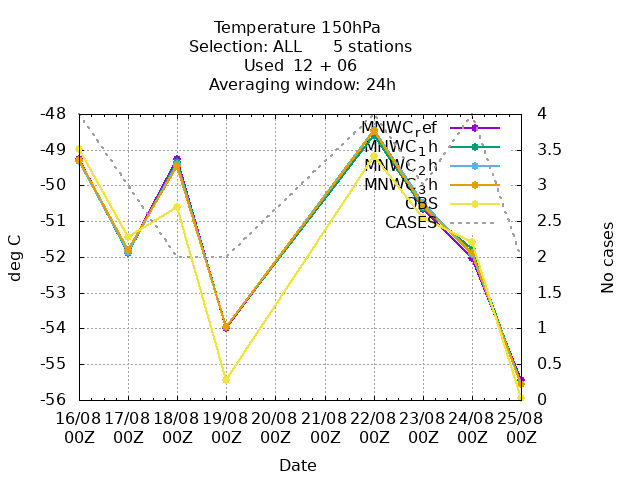 Temperature 150hPa
Selection: ALL 5 stations
Used 12 + 06
Averaging window: 24h
-48
-49
-50
-51
-52
-53
-54
-55
-56
4
3.5
3
2.5
2
1.5
1
0.5
0
MNWC_ref
MNWC_1h
MNWC_2h
MNWC_3h
OBS
CASES
deg C
No cases
16/08 17/08 18/08 19/08 20/08 21/08 22/08 23/08 24/08 25/08
00Z 00Z 00Z 00Z 00Z 00Z 00Z 00Z 00Z 00Z
Date